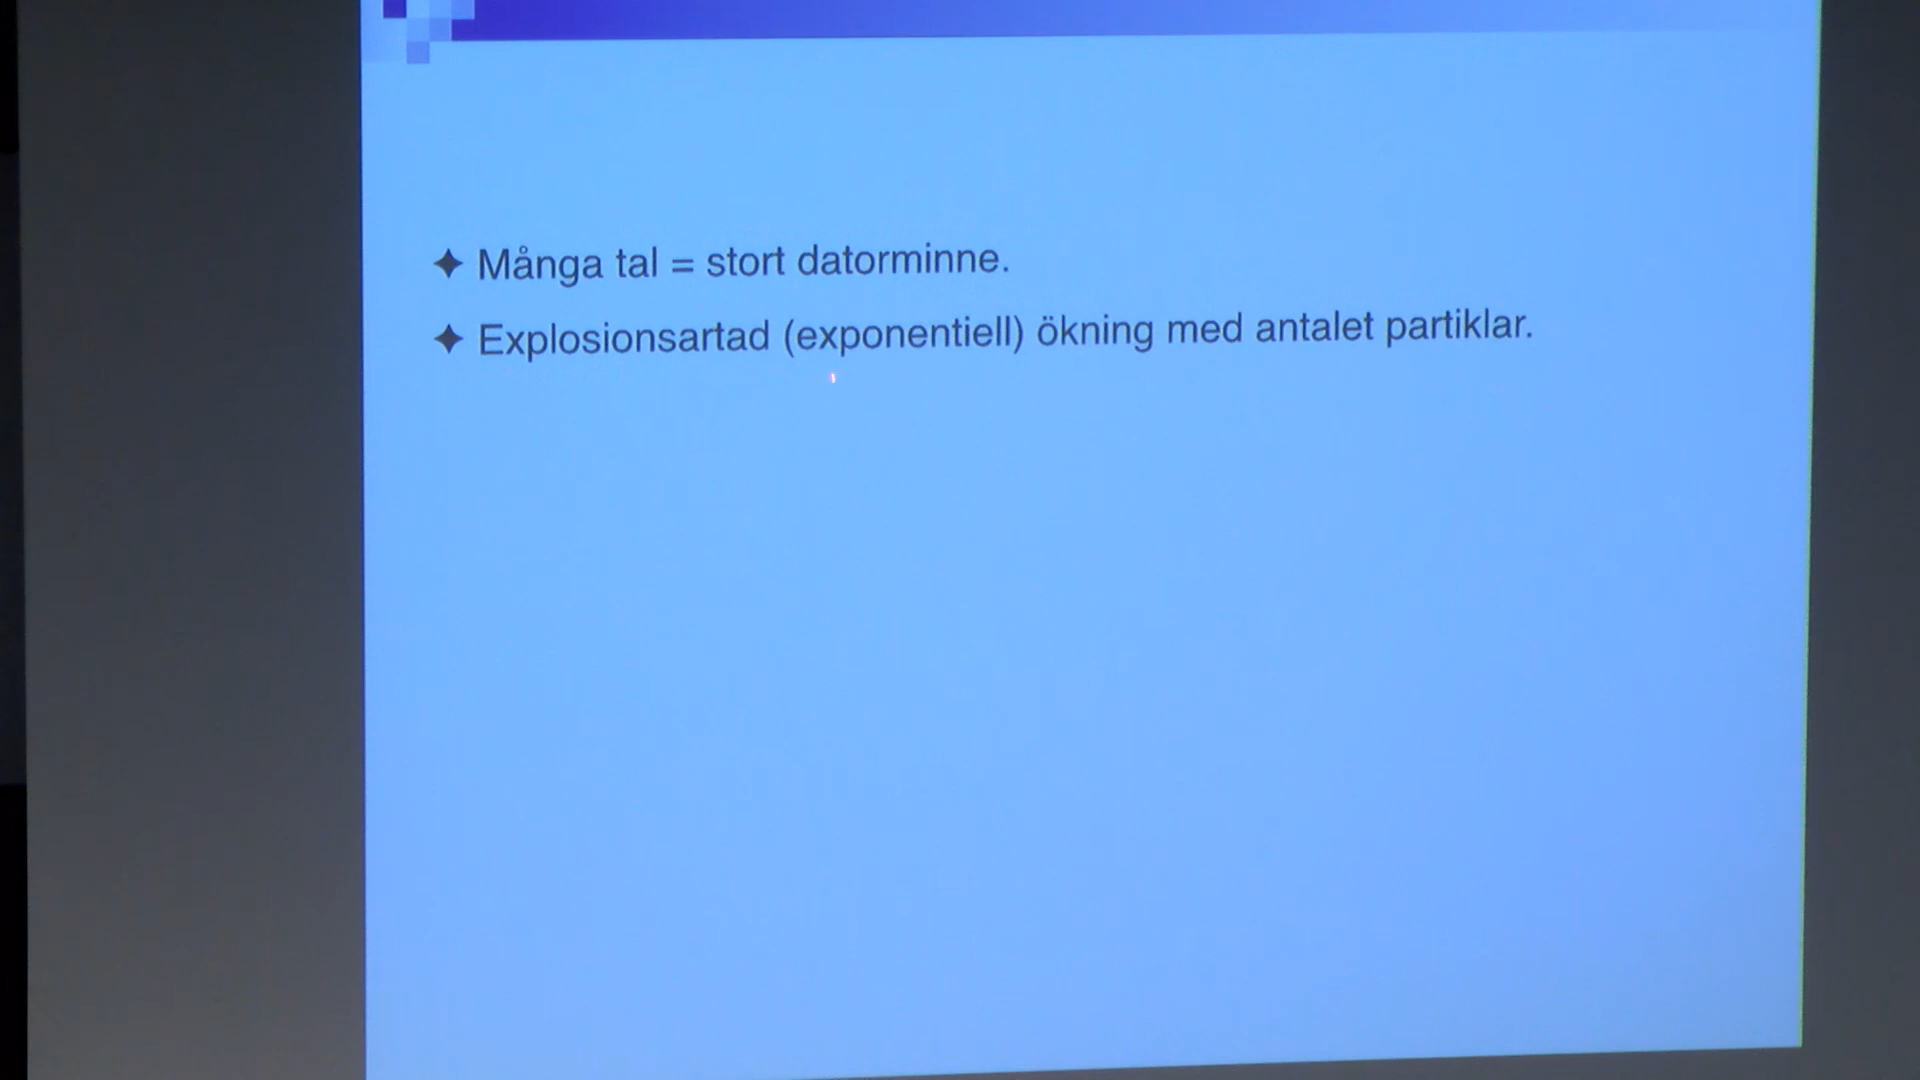 ✦ Många tal = stort datorminne.
✦ Explosionsartad (exponentiell) ökning med antalet partiklar.